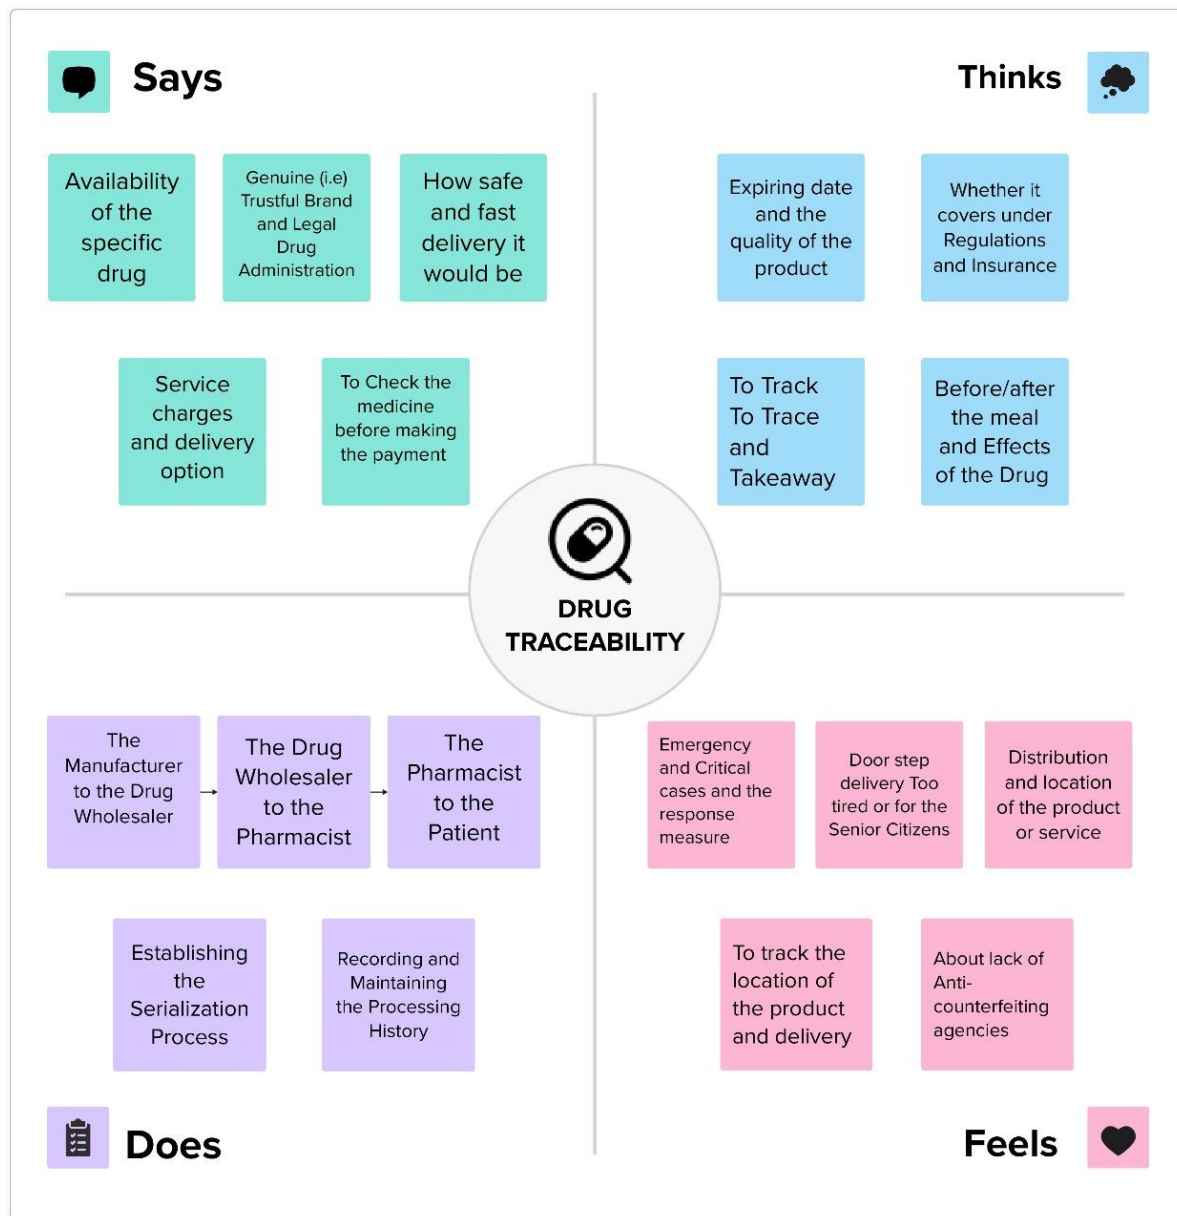 Says
Availability
of the
specific
drug
Genuine (i.e)
Trustful Brand
and Legal
Drug
Administration
How safe
and fast
delivery it
would be
Service
charges
and delivery
option
To Check the
medicine
before making
the payment
Thinks
Expiring date
and the
quality of the
product
Whether it
covers under
Regulations
and Insurance
To Track
To Trace
and
Takeaway
Before/after
the meal
and Effects
of the Drug
DRUG
TRACEABILITY
The
Manufacturer
to the Drug
Wholesaler
The Drug
Wholesaler
to the
Pharmacist
The
Pharmacist
to the
Patient
Establishing
the
Serialization
Process
Recording and
Maintaining
the Processing
History
Does
Emergency
and Critical
cases and the
response
measure
Door step
delivery Too
tired or for the
Senior Citizens
Distribution
and location
of the product
or service
To track the
location of
the product
and delivery
About lack of
Anti-
counterfeiting
agencies
Feels